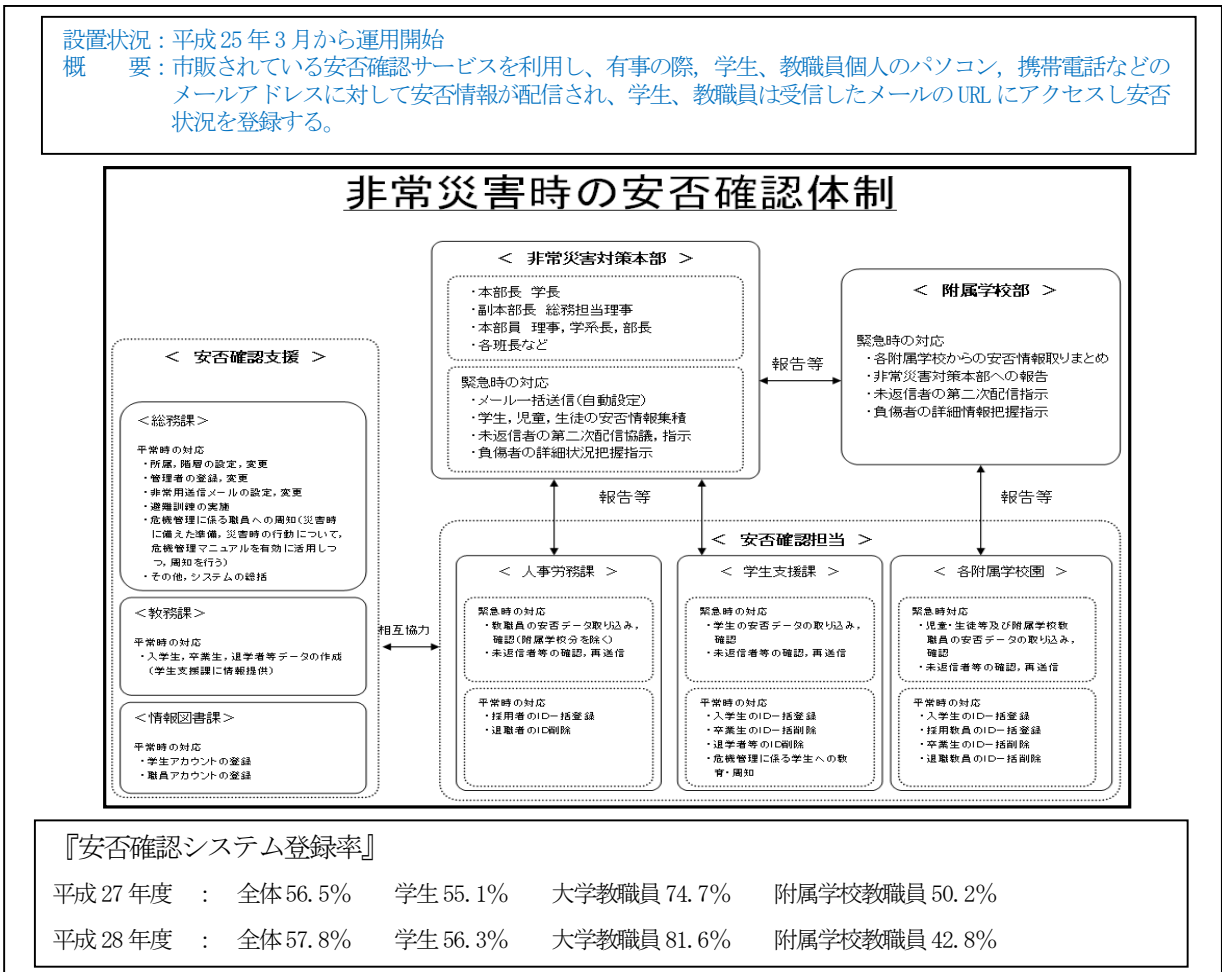 設置状況：平成25年3月から運用開始
概　　要：市販されている安否確認サービスを利用し、有事の際，学生、教職員個人のパソコン，携帯電話などの
メールアドレスに対して安否情報が配信され、学生、教職員は受信したメールのURLにアクセスし安否
状況を登録する。
非常災害時の安否確認体制
＜ 非常災害対策本部 ＞
・本部長 学長
・副本部長 総務担当理事
・本部員 理事，学系長，部長
・各班長など
緊急時の対応
・メール一括送信（自動設定）
・学生，児童，生徒の安否情報集積
・未返信者の第二次配信協議，指示
・負傷者の詳細状況把握指示
報告等
＜ 附属学校部 ＞
緊急時の対応
・各附属学校からの安否情報取りまとめ
・非常災害対策本部への報告
・未返信者の第二次配信指示
・負傷者の詳細情報把握指示
＜ 安否確認支援 ＞
＜総務課＞
平常時の対応
・所属，階層の設定，変更
・管理者の登録，変更
・非常用送信メールの設定，変更
・避難訓練の実施
・危機管理に係る職員への周知（災害時
に備えた準備，災害時の行動について，
危機管理マニュアルを有効に活用しつ
つ，周知を行う）
・その他，システムの総括
＜教務課＞
平常時の対応
・入学生，卒業生，退学者等データの作成
（学生支援課に情報提供）
＜情報図書課＞
平常時の対応
・学生アカウントの登録
・職員アカウントの登録
相互協力
報告等
報告等
＜ 安否確認担当 ＞
＜ 人事労務課 ＞
緊急時の対応
・教職員の安否データ取り込み，
確認（附属学校分を除く）
・未返信者等の確認，再送信
平常時の対応
・採用者のID一括登録
・退職者のID削除
＜ 学生支援課 ＞
緊急時の対応
・学生の安否データの取り込み，
確認
・未返信者等の確認，再送信
平常時の対応
・入学生のID一括登録
・卒業生のID一括削除
・退学者等のID削除
・危機管理に係る学生への教
育・周知
＜ 各附属学校園 ＞
緊急時対応
・児童・生徒等及び附属学校教
職員の安否データの取り込み，
確認
・未返信者等の確認，再送信
平常時の対応
・入学生のID一括登録
・採用教員のID一括登録
・卒業生のID一括削除
・退職教員のID一括削除
『安否確認システム登録率』
平成27年度　：　全体56.5%　学生55.1%　大学教職員74.7%　附属学校教職員50.2%
平成28年度　：　全体57.8%　学生56.3%　大学教職員81.6%　附属学校教職員42.8%